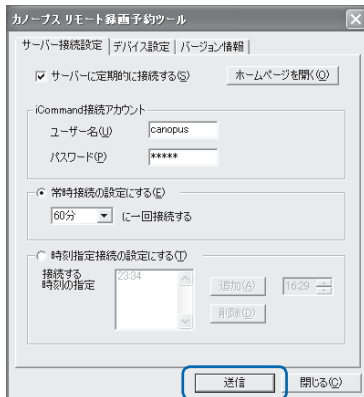 カノープス リモート録画予約ツール
サーバー接続設定 デバイス設定 バージョン情報
サーバーに定期的に接続する(S) ホームページを開く(O)
iCommand接続アカウント
ユーザー名(U) canopus
パスワード(P) *****
常時接続の設定にする(E)
60分 に一回接続する
時刻指定接続の設定にする(T)
接続する
時刻の指定
23:34
追加(A) 16:29
削除(D)
送信 閉じる(C)